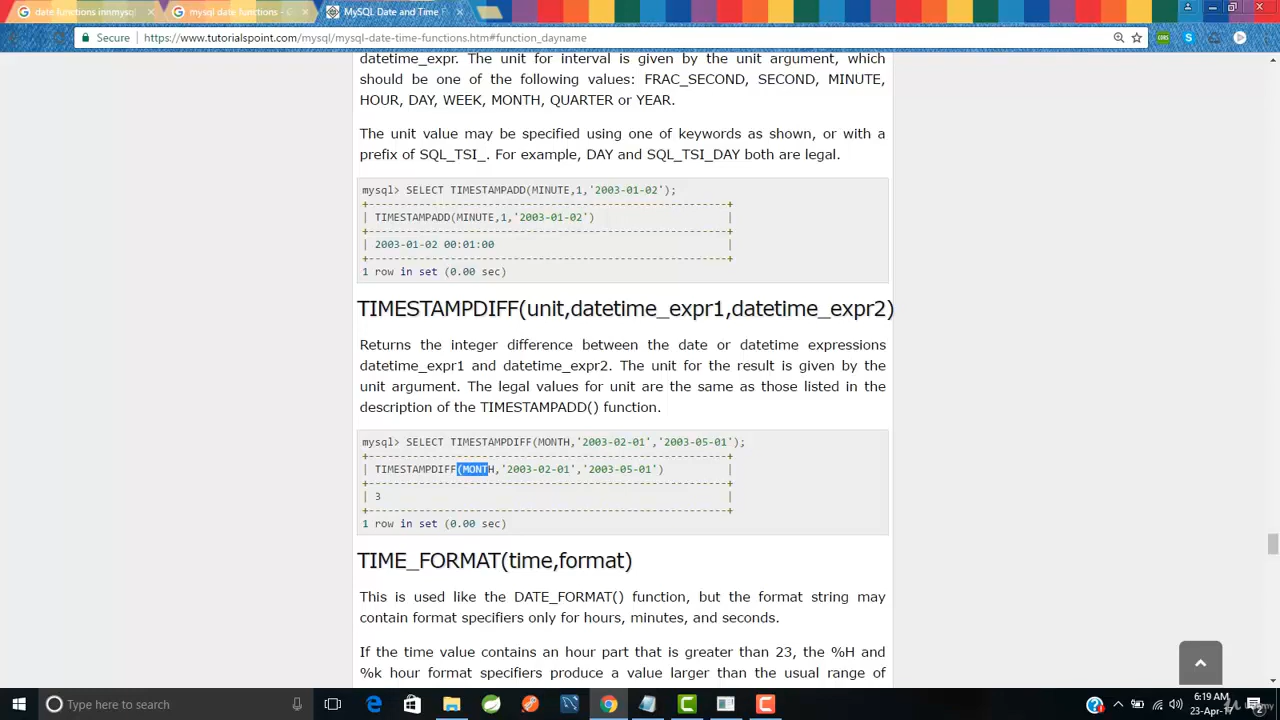 date functions innmysql
mysql date functions - G
MySQL Date and Time F
Secure
https://www.tutorialspoint.com/mysql/mysql-date-time-functions.htm#function_dayname
datetime_expr. The unit for interval is given by the unit argument, which
should be one of the following values: FRAC_SECOND, SECOND, MINUTE,
HOUR, DAY, WEEK, MONTH, QUARTER or YEAR.
The unit value may be specified using one of keywords as shown, or with a
prefix of SQL_TSI_. For example, DAY and SQL_TSI_DAY both are legal.
mysql> SELECT TIMESTAMPADD(MINUTE,1,'2003-01-02');
+---------------------------------------------------------+
| TIMESTAMPADD(MINUTE,1,'2003-01-02') |
+---------------------------------------------------------+
| 2003-01-02 00:01:00 |
+---------------------------------------------------------+
1 row in set (0.00 sec)
TIMESTAMPDIFF(unit,datetime_expr1,datetime_expr2)
Returns the integer difference between the date or datetime expressions
datetime_expr1 and datetime_expr2. The unit for the result is given by the
unit argument. The legal values for unit are the same as those listed in the
description of the TIMESTAMPADD() function.
mysql> SELECT TIMESTAMPDIFF(MONTH,'2003-02-01','2003-05-01');
+---------------------------------------------------------+
| TIMESTAMPDIFF(MONTH,'2003-02-01','2003-05-01') |
+---------------------------------------------------------+
| 3 |
+---------------------------------------------------------+
1 row in set (0.00 sec)
TIME_FORMAT(time,format)
This is used like the DATE_FORMAT() function, but the format string may
contain format specifiers only for hours, minutes, and seconds.
If the time value contains an hour part that is greater than 23, the %H and
%k hour format specifiers produce a value larger than the usual range of
Type here to search
6:19 AM
23-Apr-17